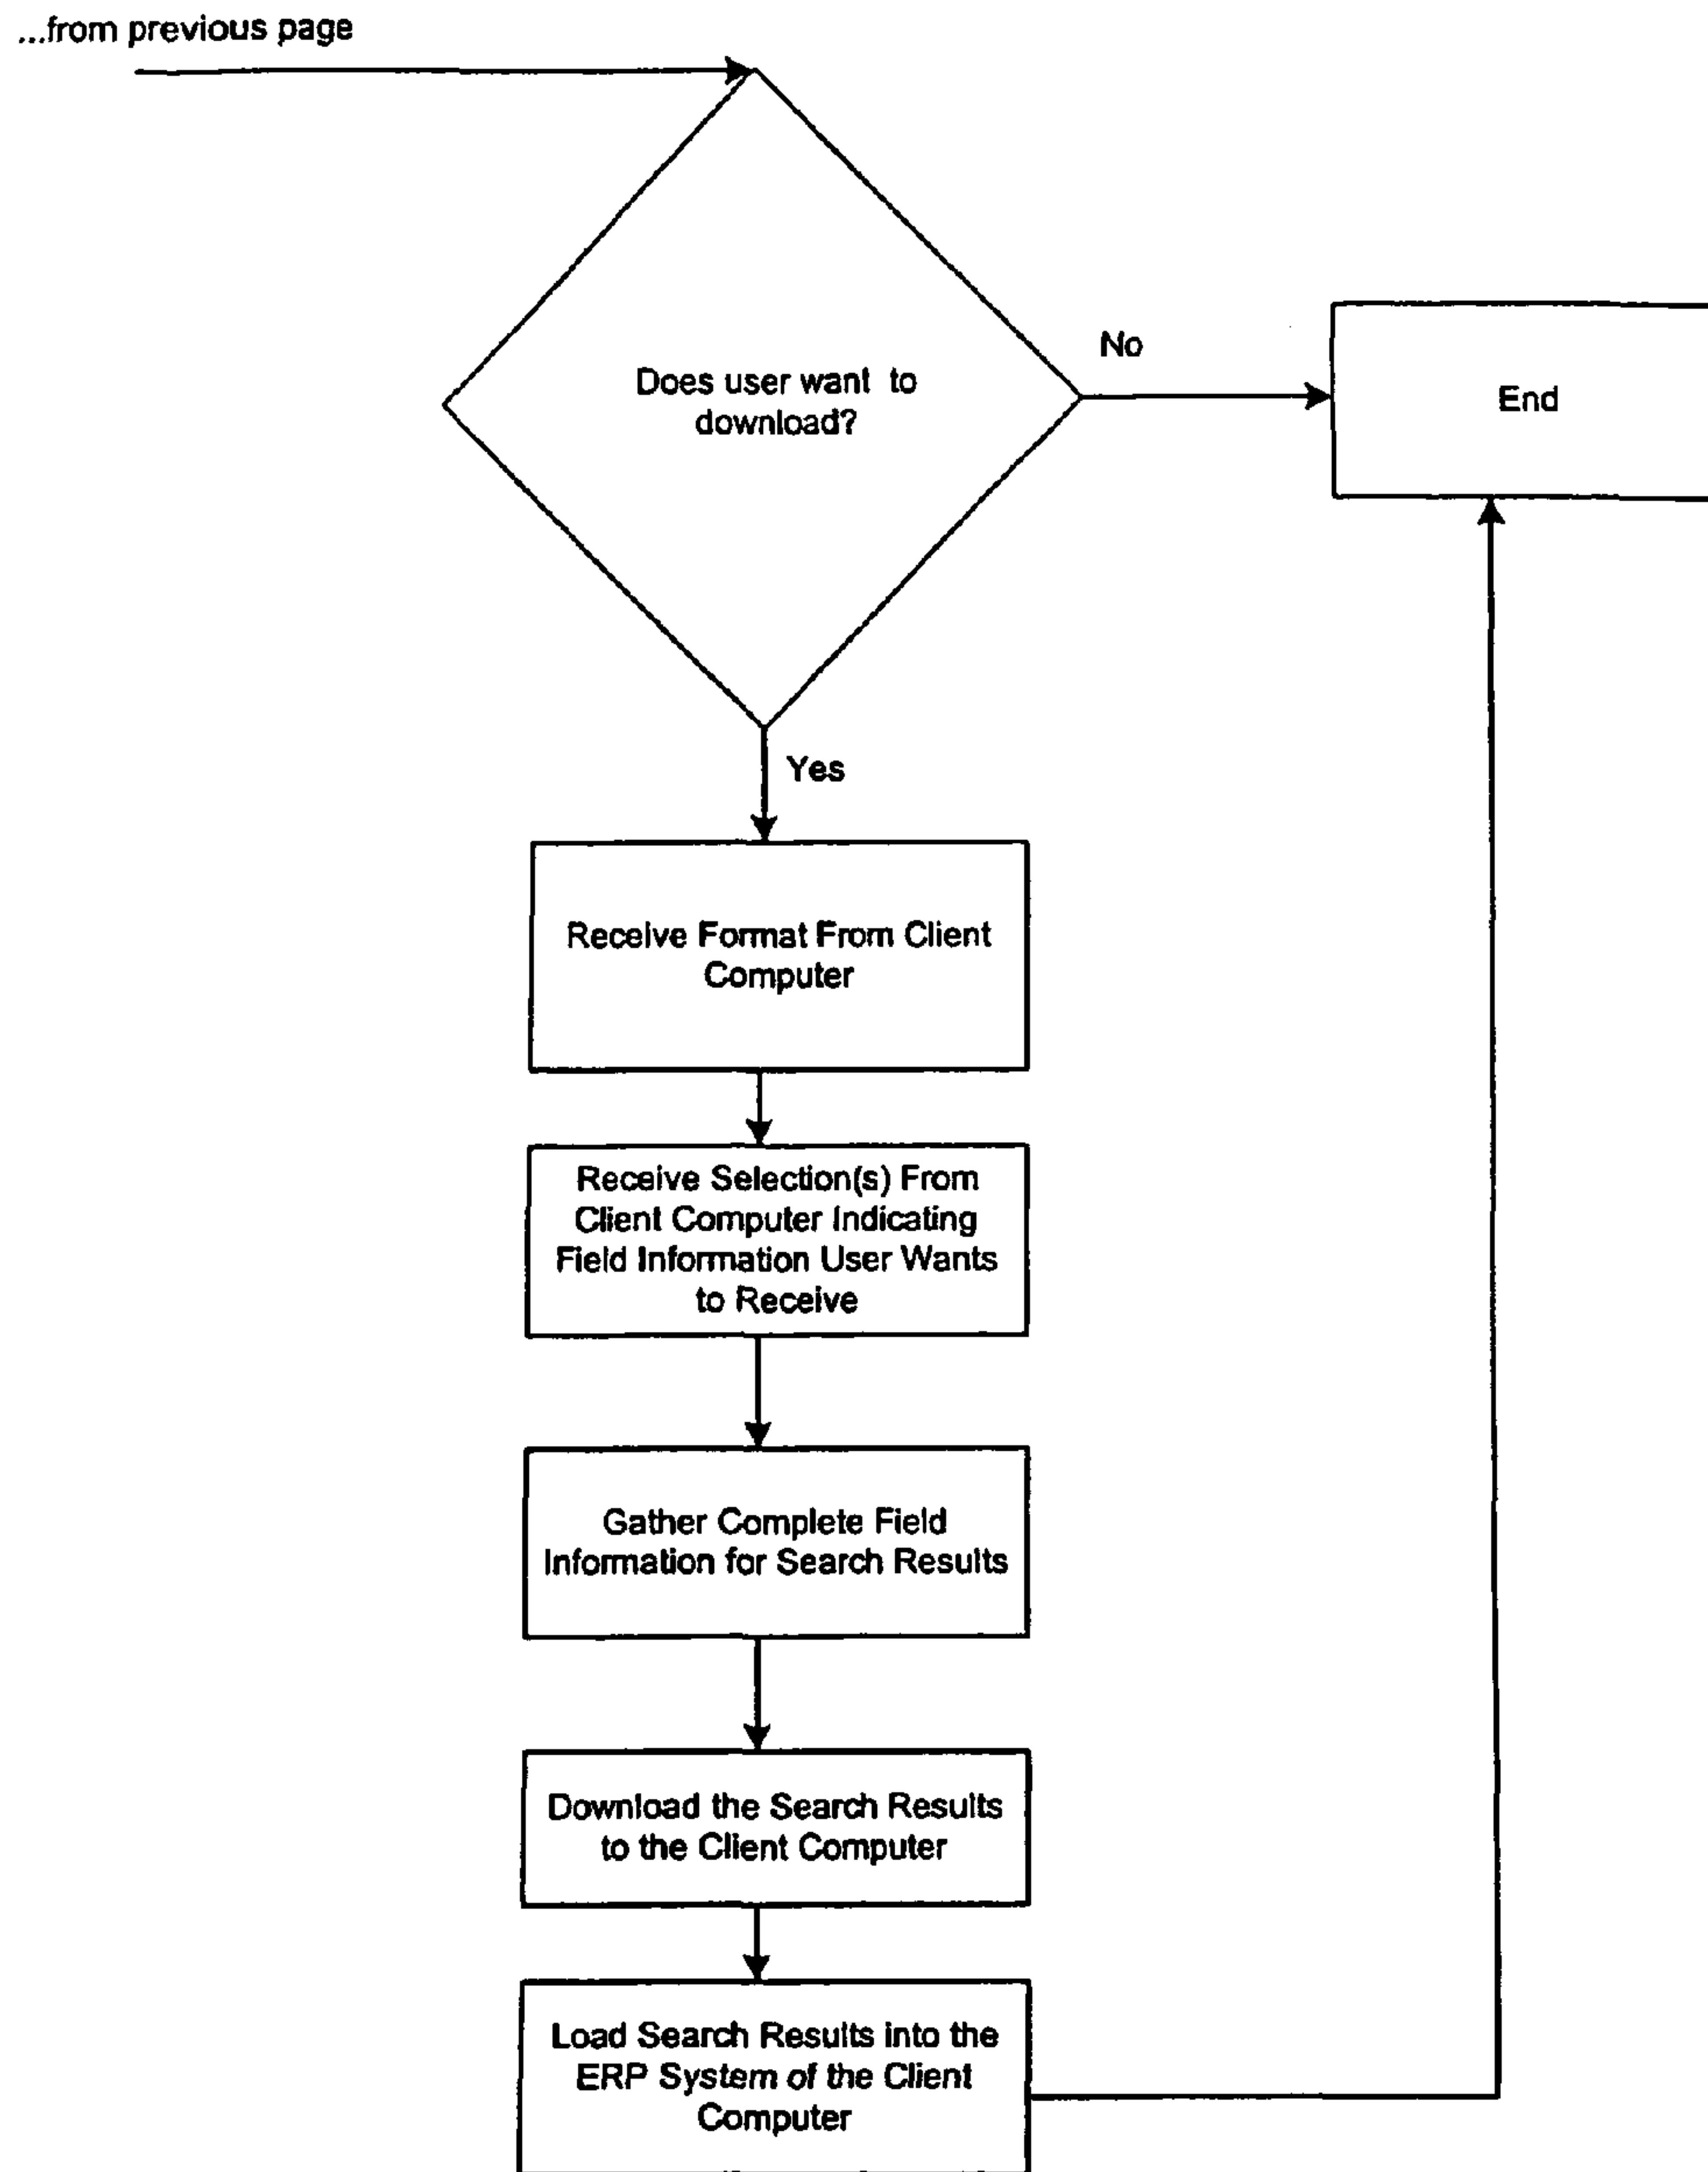 ...from previous page
Does user want to
download?
No
End
Yes
Receive Format From Client
Computer
Receive Selection(s) From
Client Computer Indicating
Field Information User Wants
to Receive
Gather Complete Field
Information for Search Results
Download the Search Results
to the Client Computer
Load Search Results into the
ERP System of the Client
Computer